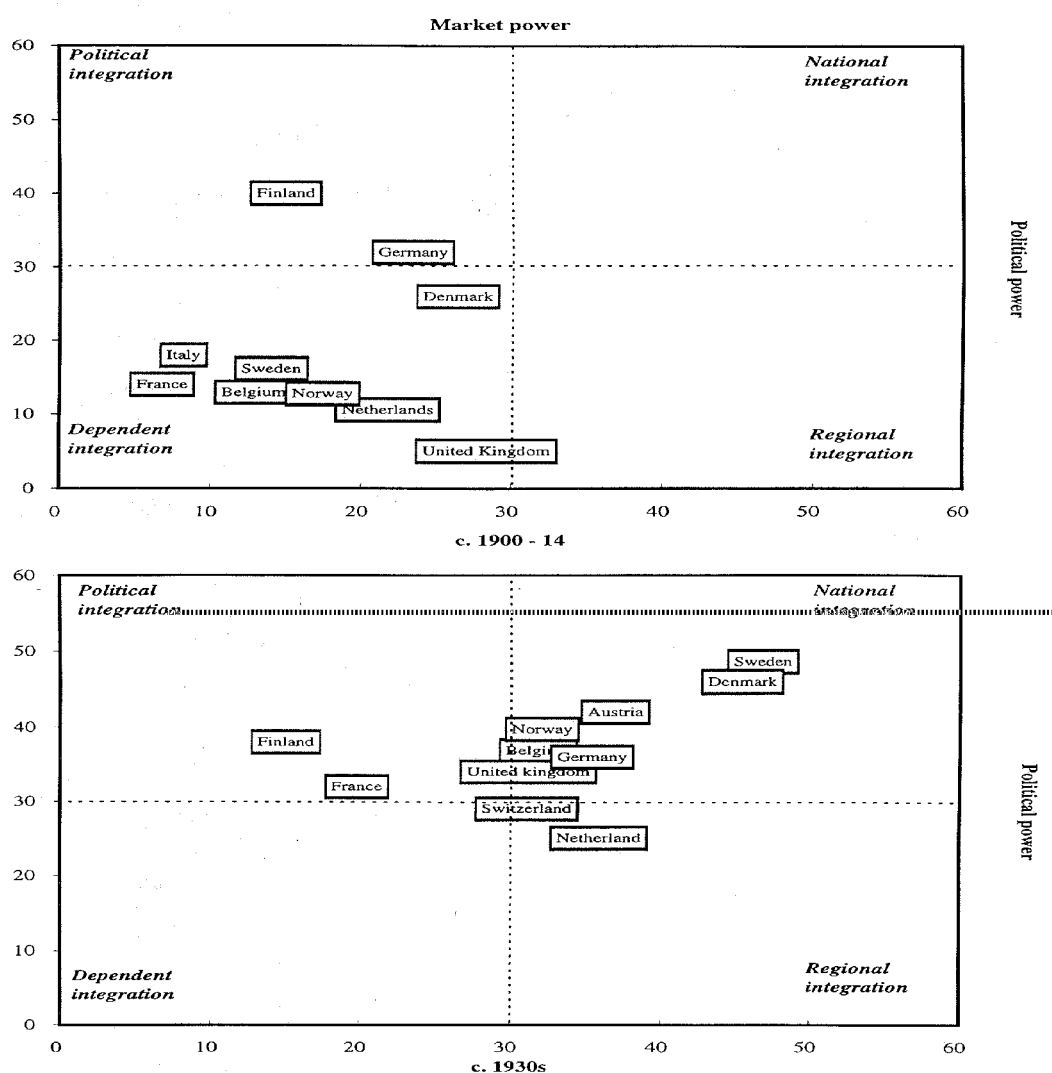 Market power
60
Political
integration
National
integration
50
40
Finland
Germany
30
Denmark
20
Italy
Sweden
France
Belgium
Norway
Netherlands
10
Dependent
integration
United Kingdom
Regional
integration
0
0 10 20 30 40 50 60
c. 1900 - 14
Political power
60
Political
integration
National
50
Sweden
Denmark
Austria
40
Norway
Finland
Germany
United kingdom
France
30
Switzerland
Netherland
20
10
Dependent
integration
Regional
integration
0
0 10 20 30 40 50 60
c. 1930s
Political power